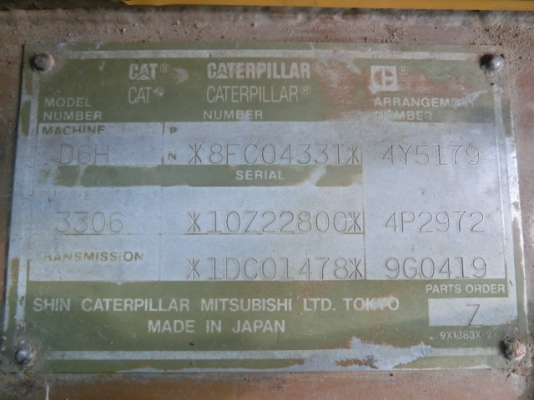 CAT® CATERPILLAR® C
MODEL CAT CATERPILLAR® ARRANGEMENT
NUMBER NUMBER NUMBER
MACHINE P
D6H N *8FC04331* 4Y5179
SERIAL
3306 *10Z22800* 4P2972
TRANSMISSION
*1DC01478* 9G0419
PARTS ORDER
SHIN CATERPILLAR MITSUBISHI LTD. TOKYO 7
MADE IN JAPAN